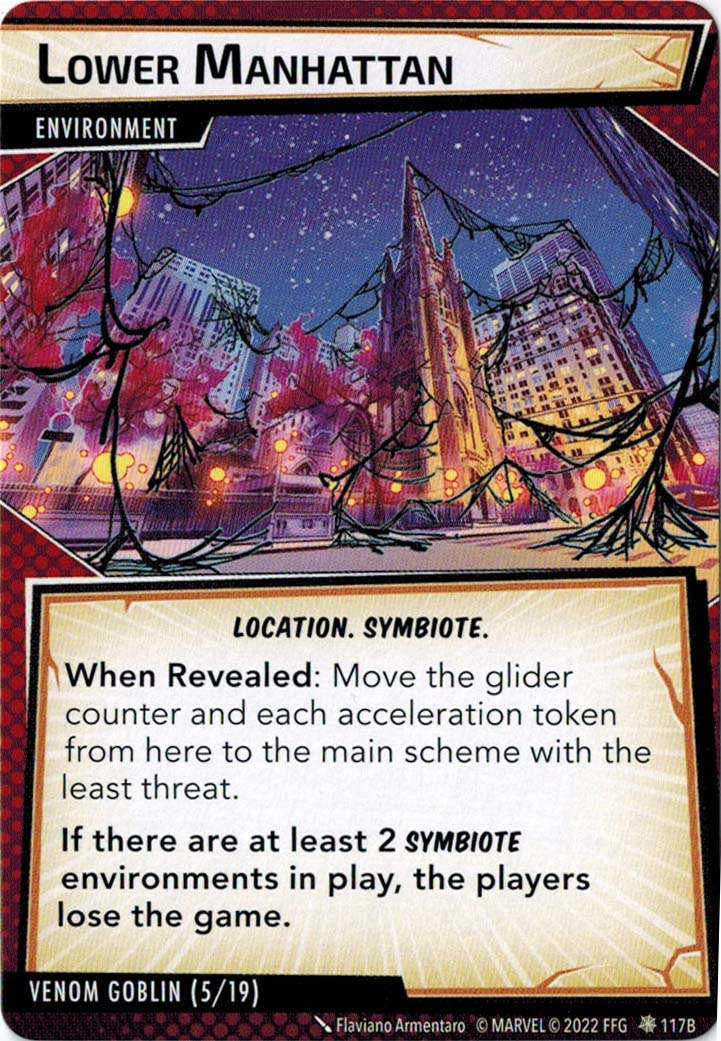 LOWER MANHATTAN
ENVIRONMENT
LOCATION. SYMBIOTE.
When Revealed: Move the glider
counter and each acceleration token
from here to the main scheme with the
least threat.
If there are at least 2 SYMBIOTE
environments in play, the players
lose the game.
VENOM GOBLIN (5/19)
Flaviano Armentaro © MARVEL © 2022 FFG 117B